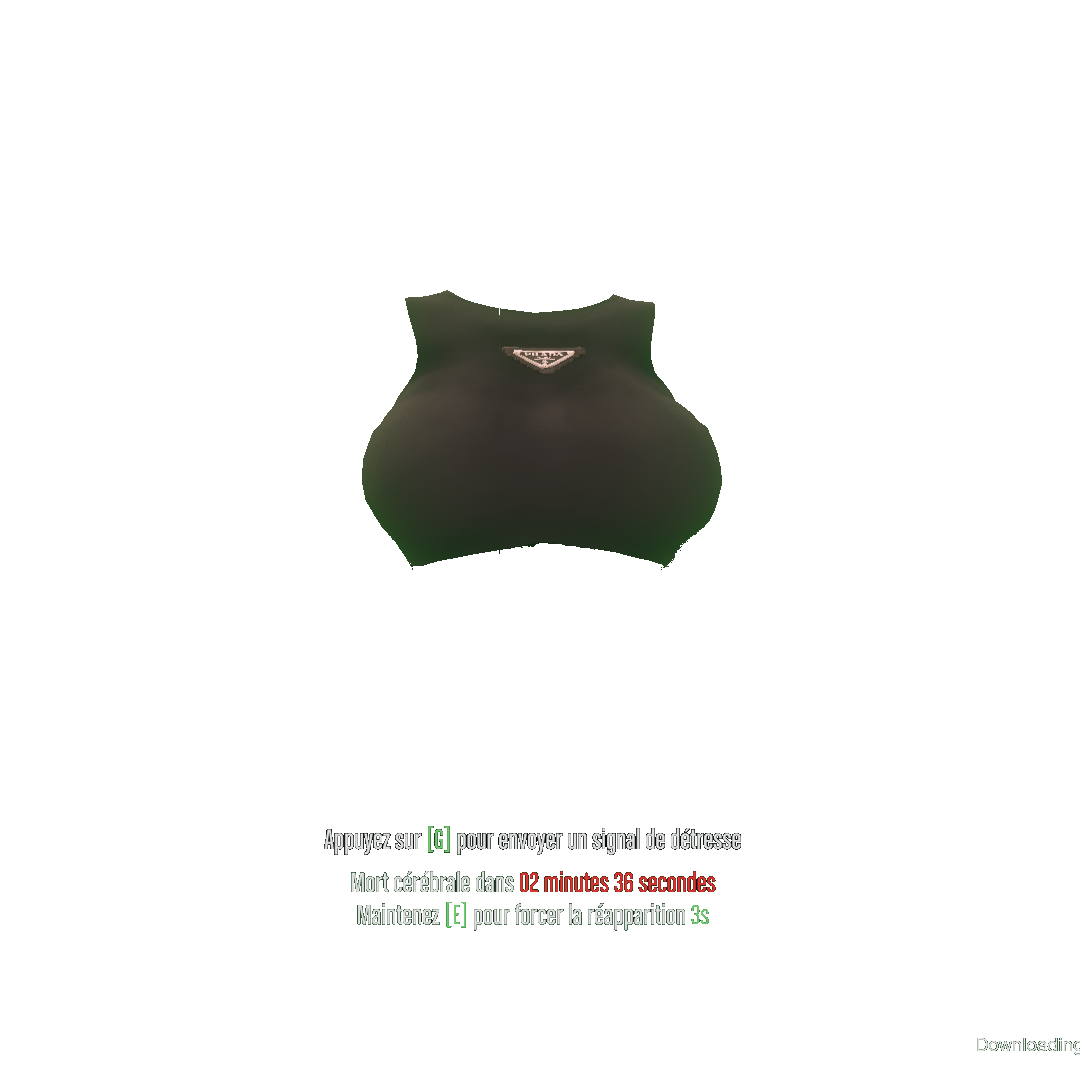 PRADA
Appuyez sur [G] pour envoyer un signal de détresse
Mort cérébrale dans 02 minutes 36 secondes
Maintenez [E] pour forcer la réapparition 3s
Downloading